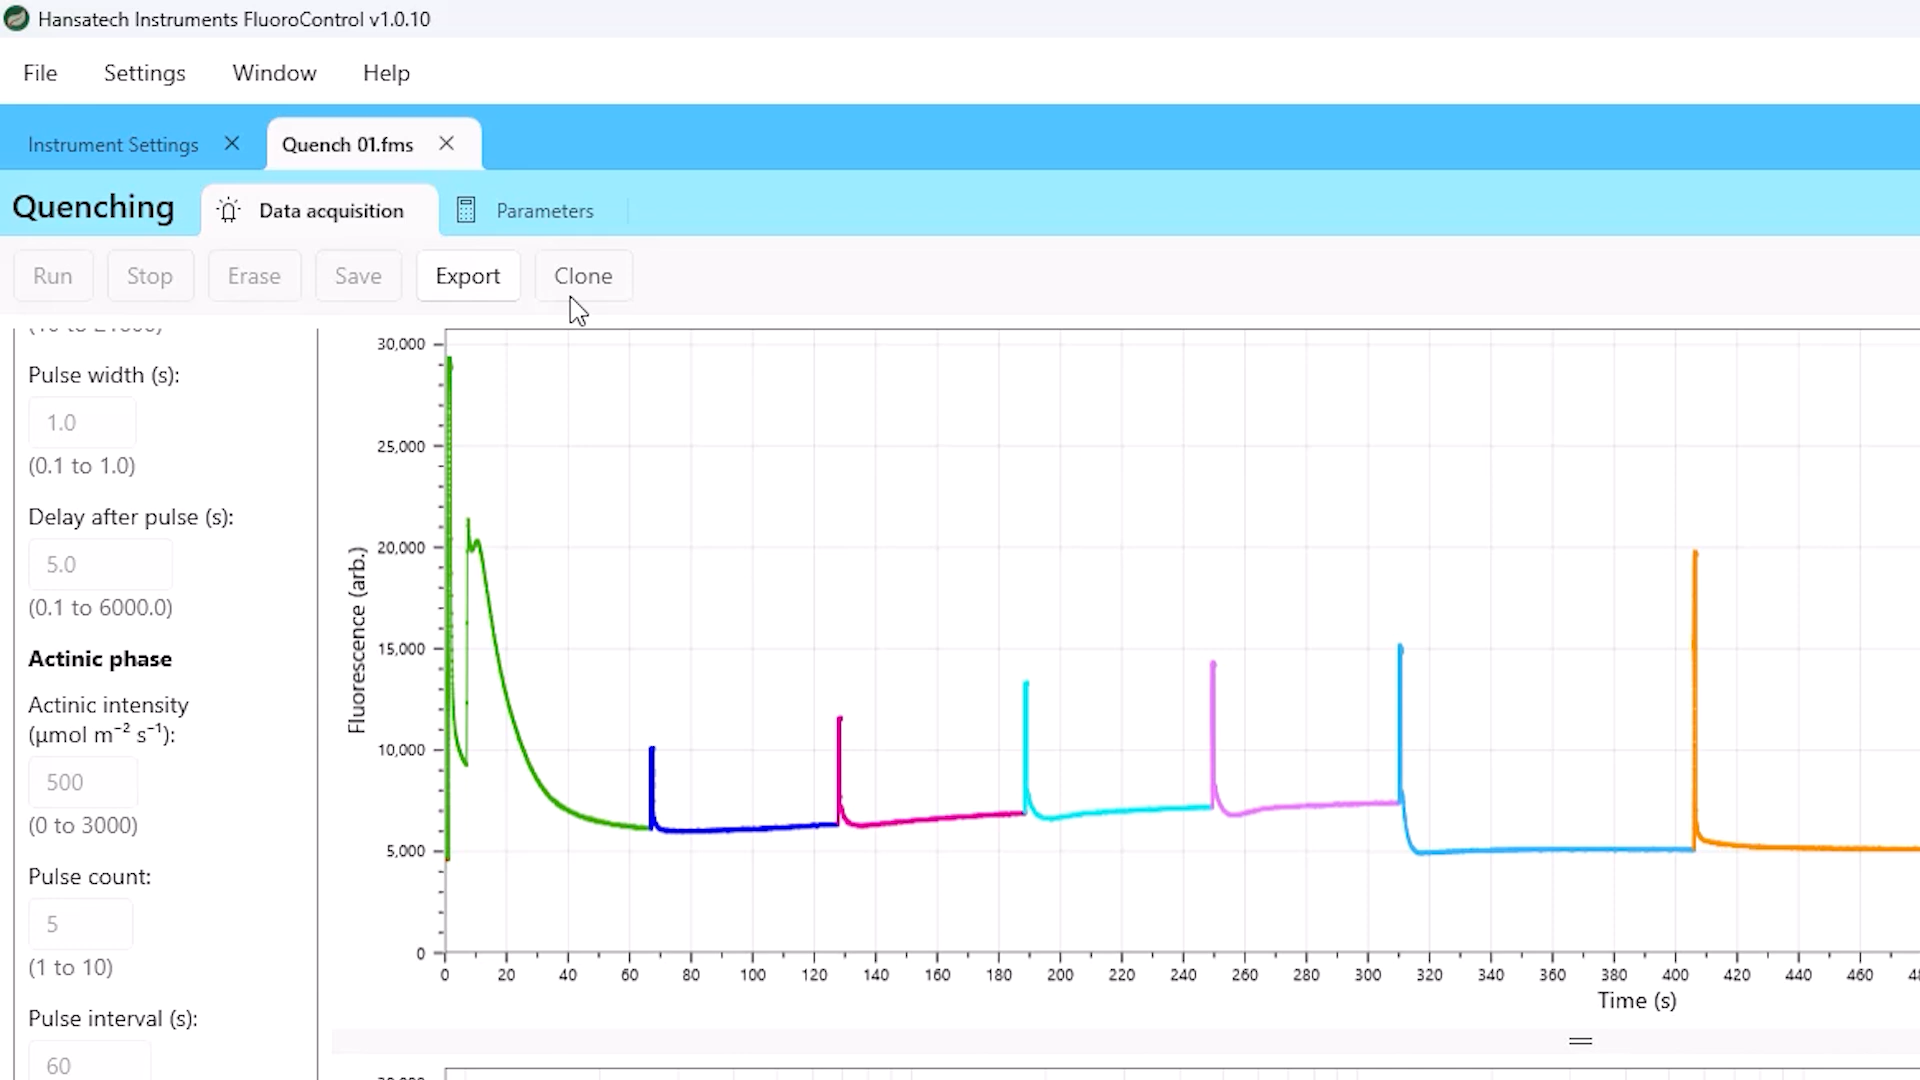 Hansatech Instruments FluoroControl v1.0.10
File Settings Window Help
Instrument Settings Quench 01.fms
Quenching Data acquisition Parameters
Run Stop Erase Save Export Clone
Pulse width (s):
1.0
(0.1 to 1.0)
Delay after pulse (s):
5.0
(0.1 to 6000.0)
Actinic phase
Actinic intensity
(μmol m⁻² s⁻¹):
500
(0 to 3000)
Pulse count:
5
(1 to 10)
Pulse interval (s):
60
Fluorescence (arb.)
30,000
25,000
20,000
15,000
10,000
5,000
0
0 20 40 60 80 100 120 140 160 180 200 220 240 260 280 300 320 340 360 380 400 420 440 460
Time (s)